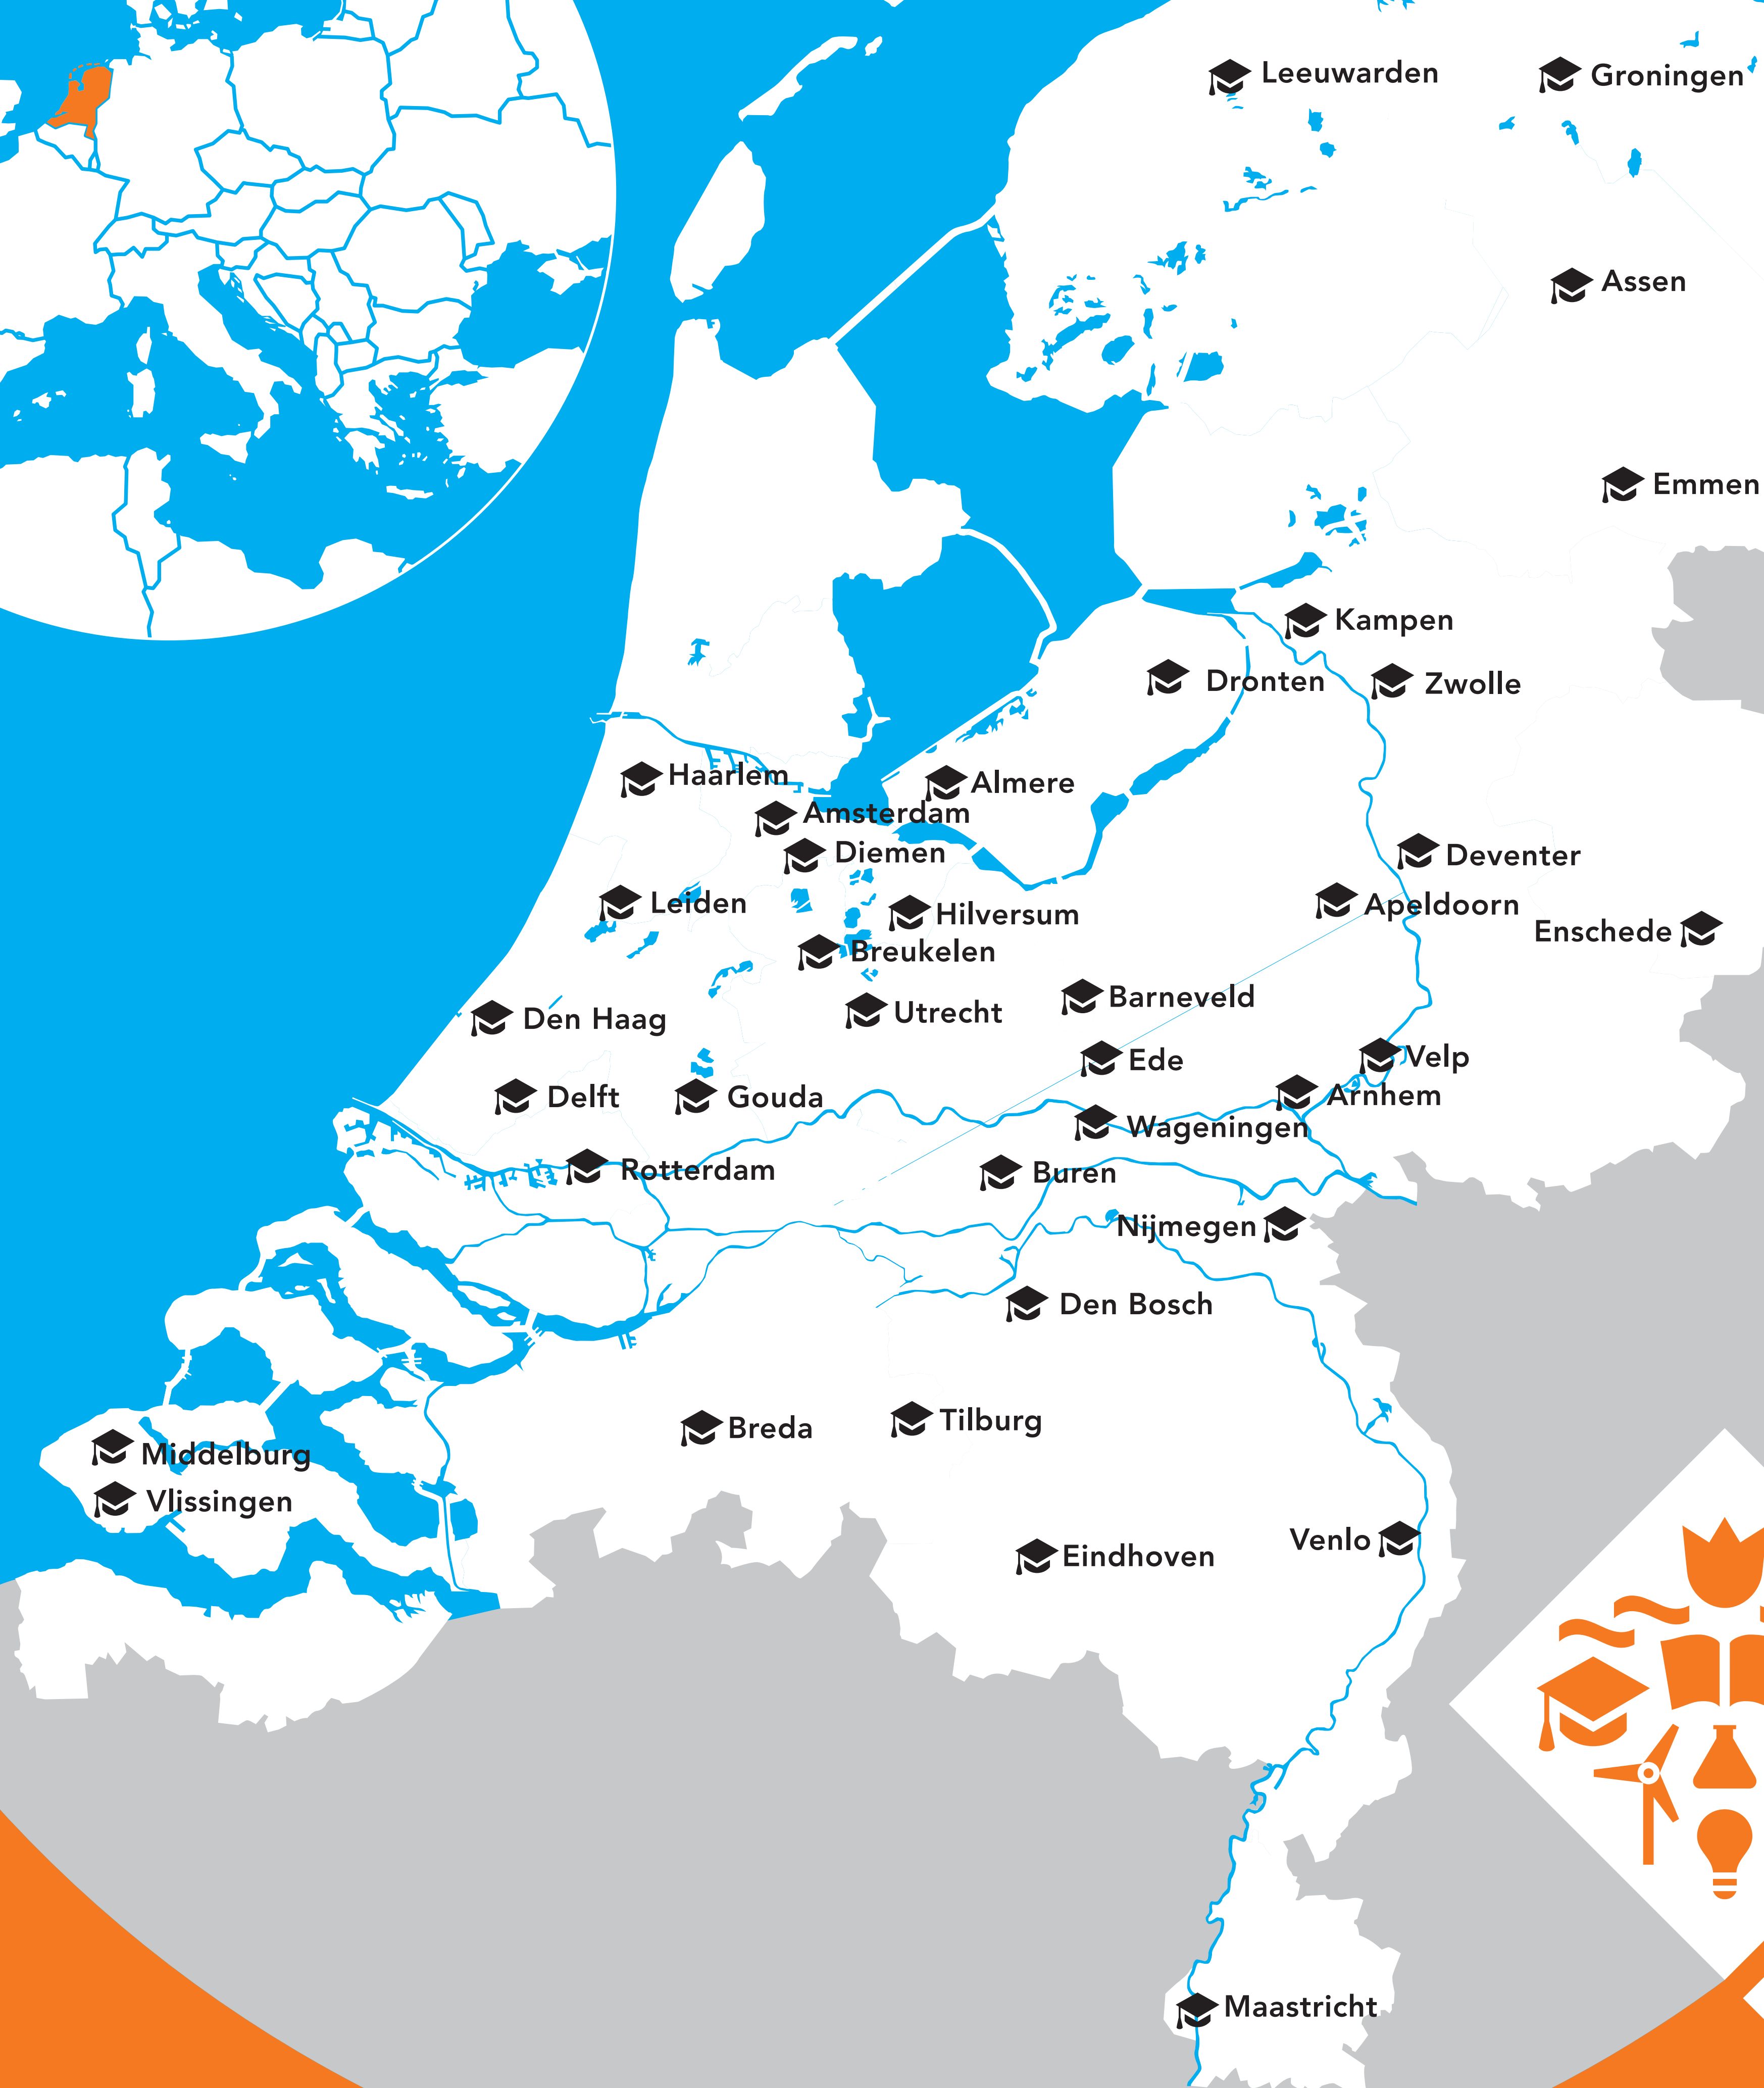 Leeuwarden
Groningen
Assen
Emmen
Kampen
Dronten
Zwolle
Haarlem
Almere
Amsterdam
Diemen
Deventer
Leiden
Apeldoorn
Hilversum
Enschede
Breukelen
Barneveld
Utrecht
Den Haag
Velp
Ede
Arnhem
Delft
Gouda
Wageningen
Rotterdam
Buren
Nijmegen
Den Bosch
Tilburg
Breda
Middelburg
Vlissingen
Venlo
Eindhoven
Maastricht